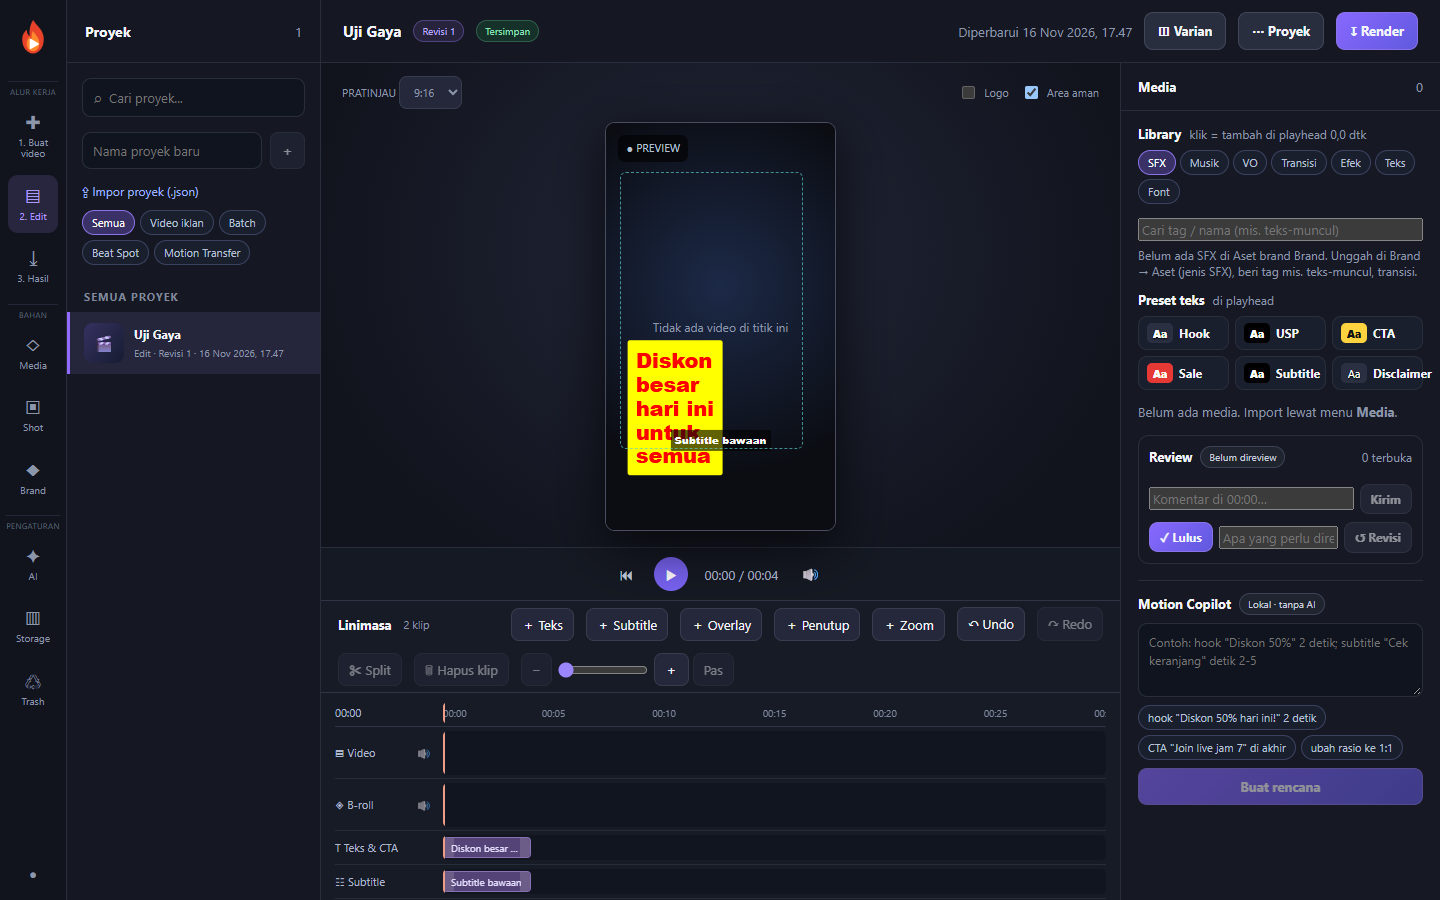 ALUR KERJA
1. Buat
video
2. Edit
3. Hasil
BAHAN
Media
Shot
Brand
PENGATURAN
AI
Storage
Trash
Proyek 1
Cari proyek...
Nama proyek baru +
Impor proyek (.json)
Semua Video iklan Batch
Beat Spot Motion Transfer
SEMUA PROYEK
Uji Gaya
Edit · Revisi 1 · 16 Nov 2026, 17.47
Uji Gaya Revisi 1 Tersimpan
Diperbarui 16 Nov 2026, 17.47 Varian ··· Proyek Render
PRATINJAU 9:16 Logo Area aman
● PREVIEW
Tidak ada video di titik ini
Diskon
besar
hari ini
untuk
semua
Subtitle bawaan
00:00 / 00:04
Linimasa 2 klip + Teks + Subtitle + Overlay + Penutup + Zoom Undo Redo
Split Hapus klip − + Pas
00:00 00:00 00:05 00:10 00:15 00:20 00:25 00:
Video
B-roll
T Teks & CTA Diskon besar ...
Subtitle Subtitle bawaan
Media 0
Library klik = tambah di playhead 0,0 dtk
SFX Musik VO Transisi Efek Teks
Font
Cari tag / nama (mis. teks-muncul)
Belum ada SFX di Aset brand Brand. Unggah di Brand
→ Aset (jenis SFX), beri tag mis. teks-muncul, transisi.
Preset teks di playhead
Aa Hook Aa USP Aa CTA
Aa Sale Aa Subtitle Aa Disclaimer
Belum ada media. Import lewat menu Media.
Review Belum direview 0 terbuka
Komentar di 00:00... Kirim
✓ Lulus Apa yang perlu dire ↺ Revisi
Motion Copilot Lokal · tanpa AI
Contoh: hook "Diskon 50%" 2 detik; subtitle "Cek
keranjang" detik 2-5
hook "Diskon 50% hari ini!" 2 detik
CTA "Join live jam 7" di akhir ubah rasio ke 1:1
Buat rencana